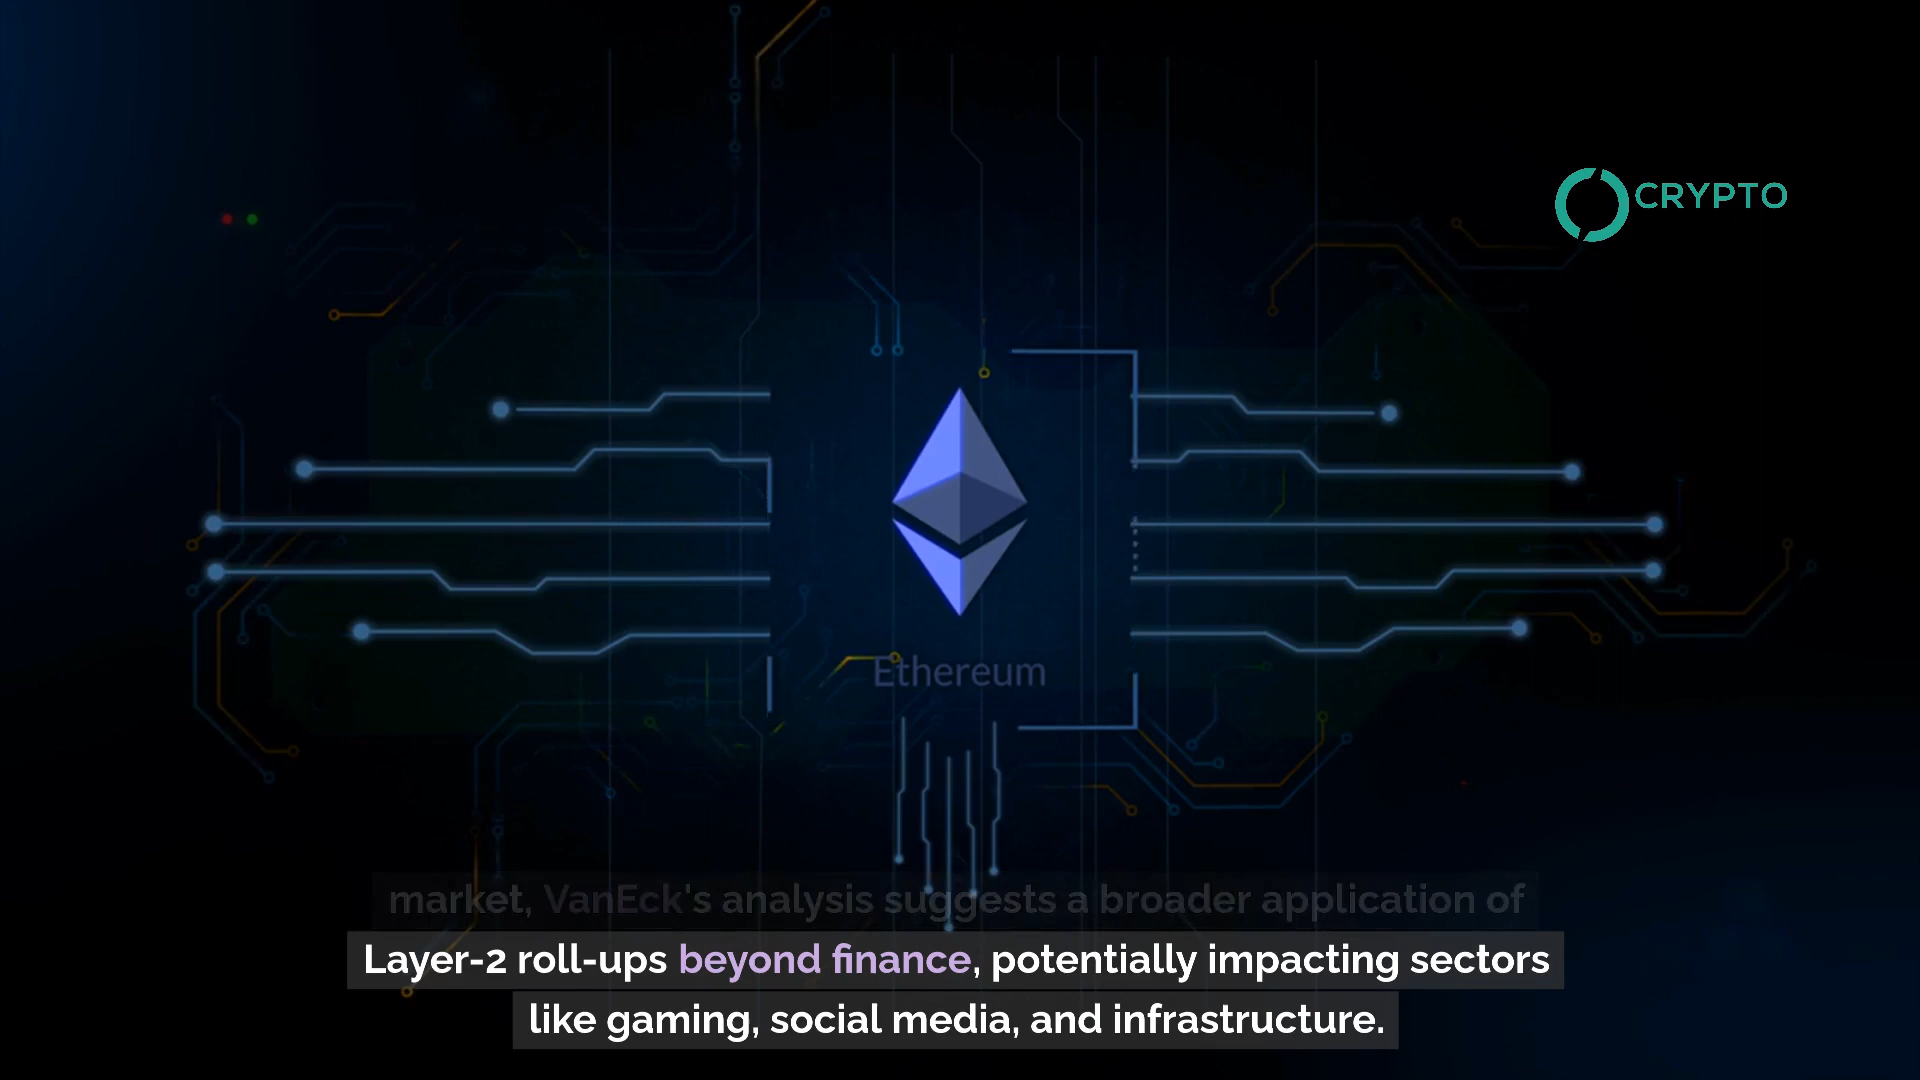 CRYPTO
Ethereum
market, VanEck's analysis suggests a broader application of
Layer-2 roll-ups beyond finance, potentially impacting sectors
like gaming, social media, and infrastructure.